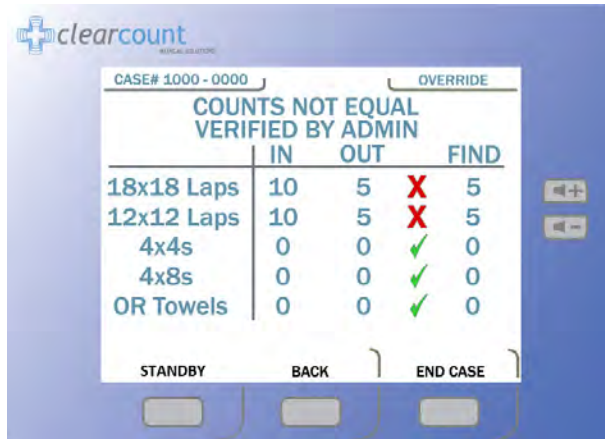 clearcount
MEDICAL SOLUTIONS
CASE# 1000 - 0000 OVERRIDE
COUNTS NOT EQUAL
VERIFIED BY ADMIN
IN OUT FIND
18x18 Laps 10 5 X 5
12x12 Laps 10 5 X 5
4x4s 0 0 ✓ 0
4x8s 0 0 ✓ 0
OR Towels 0 0 ✓ 0
STANDBY BACK END CASE